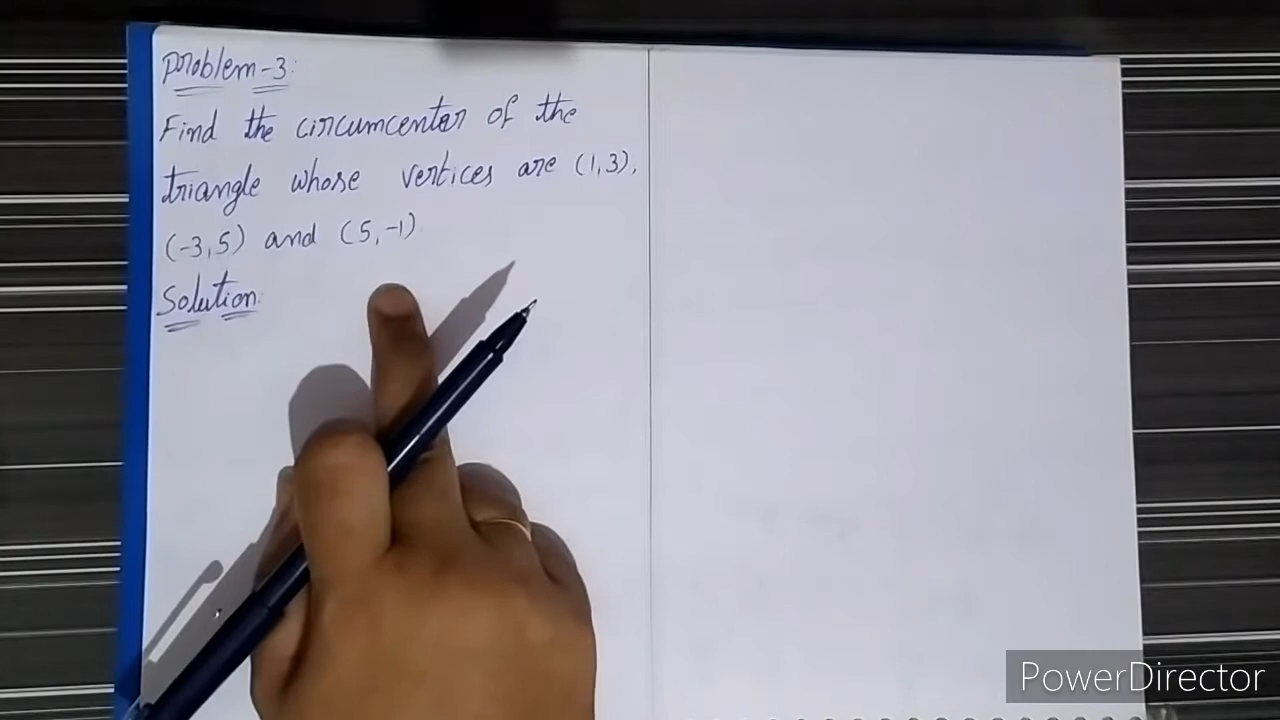 Problem-3:
Find the circumcenter of the
triangle whose vertices are (1,3),
(-3,5) and (5,-1).
Solution:
PowerDirector